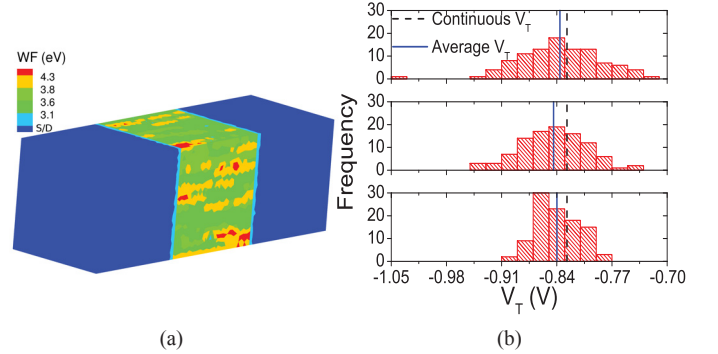 WF (eV)
4.3
3.8
3.6
3.1
S/D
(a)
Frequency
30
20
10
0
30
20
10
0
30
20
10
0
Continuous V_T
Average V_T
-1.05 -0.98 -0.91 -0.84 -0.77 -0.70
V_T (V)
(b)